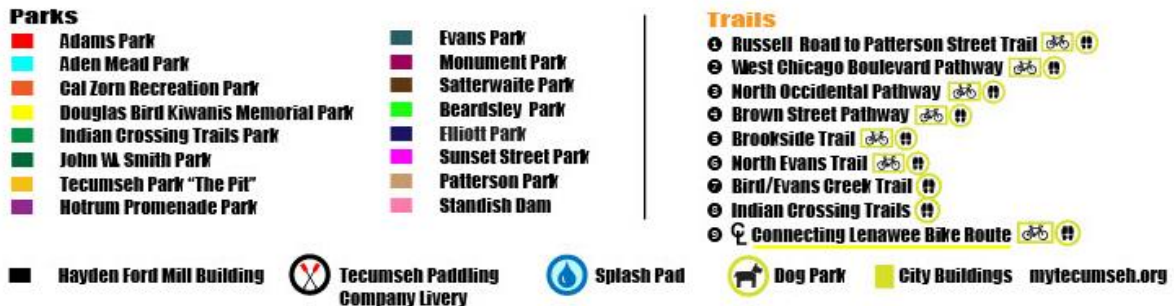 Parks
Adams Park
Aden Mead Park
Cal Zorn Recreation Park
Douglas Bird Kiwanis Memorial Park
Indian Crossing Trails Park
John W. Smith Park
Tecumseh Park "The Pit"
Hotrum Promenade Park
Evans Park
Monument Park
Satterwaite Park
Beardsley Park
Elliott Park
Sunset Street Park
Patterson Park
Standish Dam
Trails
1 Russell Road to Patterson Street Trail
2 West Chicago Boulevard Pathway
3 North Occidental Pathway
4 Brown Street Pathway
5 Brookside Trail
6 North Evans Trail
7 Bird/Evans Creek Trail
8 Indian Crossing Trails
9 CL Connecting Lenawee Bike Route
Hayden Ford Mill Building
Tecumseh Paddling
Company Livery
Splash Pad
Dog Park
City Buildings
mytecumseh.org